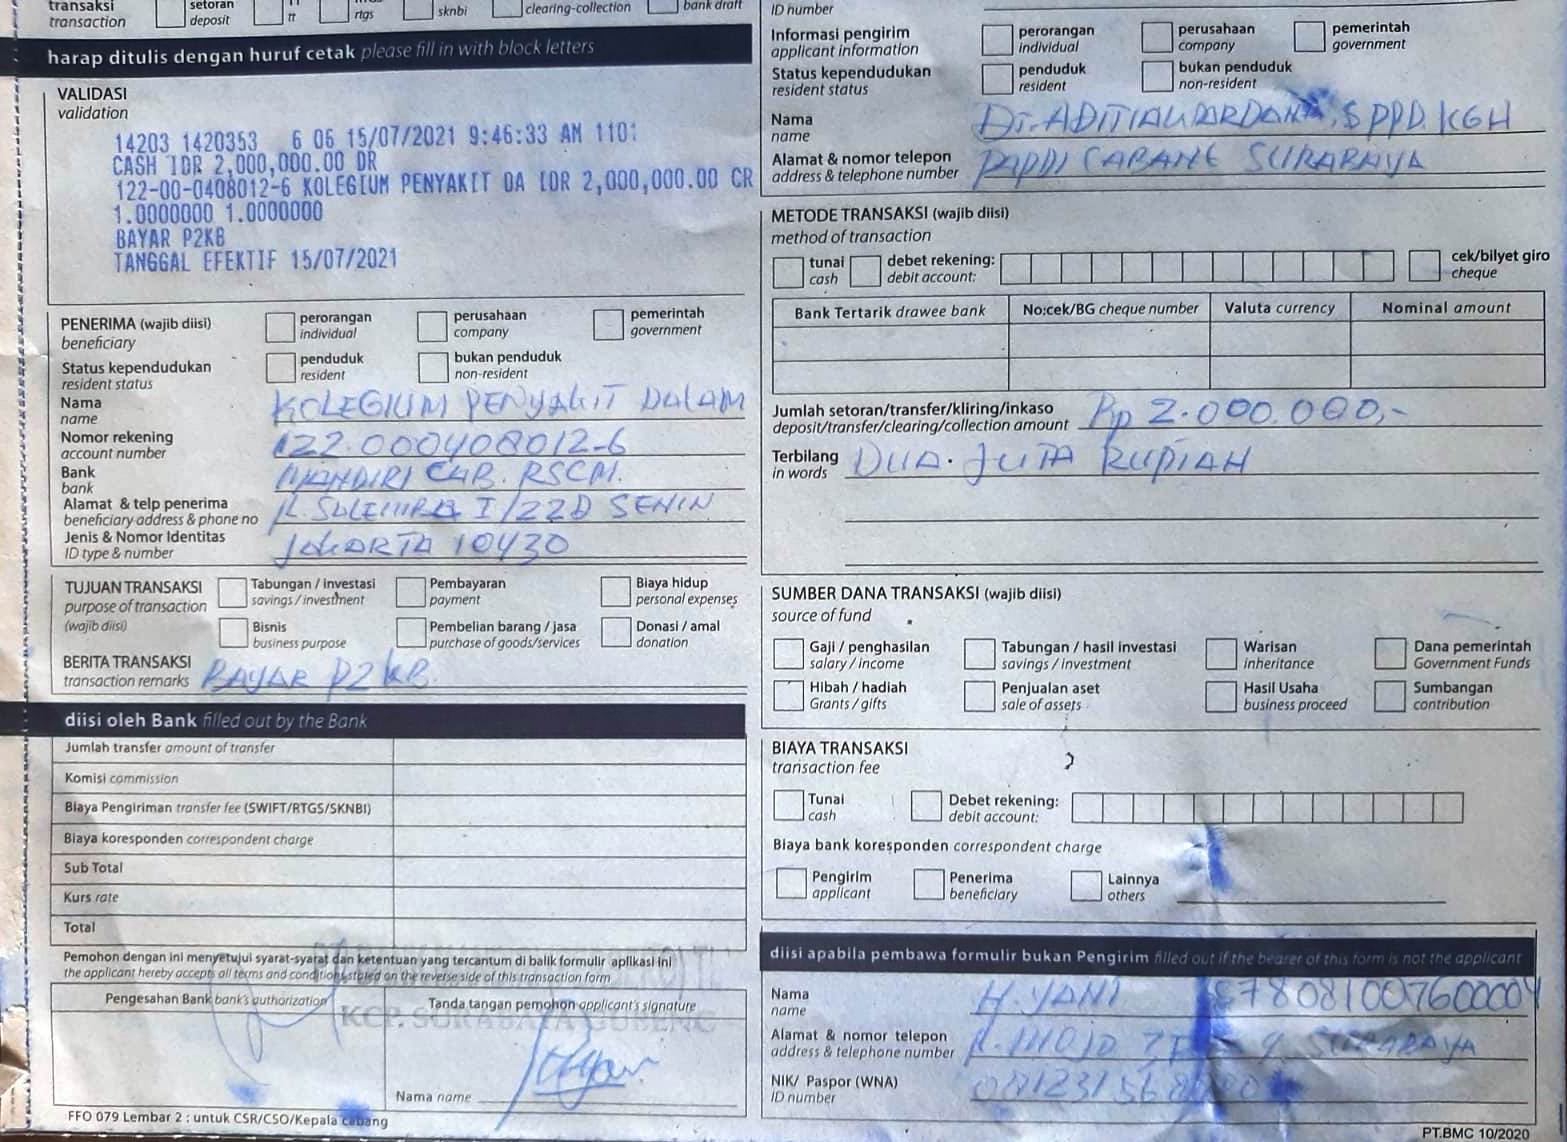 transaksi
transaction
setoran
deposit
tt
rtgs
sknbi
clearing-collection
bank draft
harap ditulis dengan huruf cetak please fill in with block letters
VALIDASI
validation
14203 1420353 6 06 15/07/2021 9:46:33 AM 1101
CASH IDR 2,000,000.00 DR
122-00-0408012-6 KOLEGIUM PENYAKIT DA IDR 2,000,000.00 CR
1.0000000 1.0000000
BAYAR P2KB
TANGGAL EFEKTIF 15/07/2021
PENERIMA (wajib diisi)
beneficiary
perorangan
individual
perusahaan
company
pemerintah
government
Status kependudukan
resident status
penduduk
resident
bukan penduduk
non-resident
Nama
name
KOLEGIUM PENYAKIT DALAM
Nomor rekening
account number
122.000408012-6
Bank
bank
MANDIRI CAB. RSCM.
Alamat & telp penerima
beneficiary address & phone no
I/22D SENIN
Jenis & Nomor Identitas
ID type & number
JAKARTA 10430
TUJUAN TRANSAKSI
purpose of transaction
(wajib diisi)
Tabungan / investasi
savings / investment
Pembayaran
payment
Biaya hidup
personal expenses
Bisnis
business purpose
Pembelian barang / jasa
purchase of goods/services
Donasi / amal
donation
BERITA TRANSAKSI
transaction remarks
BAYAR P2KB.
diisi oleh Bank filled out by the Bank
Jumlah transfer amount of transfer
Komisi commission
Biaya Pengiriman transfer fee (SWIFT/RTGS/SKNBI)
Biaya koresponden correspondent charge
Sub Total
Kurs rate
Total
Pemohon dengan ini menyetujui syarat-syarat dan ketentuan yang tercantum di balik formulir aplikasi ini
the applicant hereby accepts all terms and conditions stated on the reverse side of this transaction form
Pengesahan Bank bank's authorization
Tanda tangan pemohon applicant's signature
KCP. SURABAYA GUBENG
Nama name
FFO 079 Lembar 2 : untuk CSR/CSO/Kepala cabang
ID number
Informasi pengirim
applicant information
perorangan
individual
perusahaan
company
pemerintah
government
Status kependudukan
resident status
penduduk
resident
bukan penduduk
non-resident
Nama
name
Dr. ADITIAWARDANA, SPPD.KGH
Alamat & nomor telepon
address & telephone number
PAPDI CABANG SURABAYA
METODE TRANSAKSI (wajib diisi)
method of transaction
tunai
cash
debet rekening:
debit account:
cek/bilyet giro
cheque
Bank Tertarik drawee bank
No:cek/BG cheque number
Valuta currency
Nominal amount
Jumlah setoran/transfer/kliring/inkaso
deposit/transfer/clearing/collection amount
Rp 2.000.000,-
Terbilang
in words
DUA. JUTA RUPIAH
SUMBER DANA TRANSAKSI (wajib diisi)
source of fund
Gaji / penghasilan
salary / income
Tabungan / hasil investasi
savings / investment
Warisan
inheritance
Dana pemerintah
Government Funds
Hibah / hadiah
Grants / gifts
Penjualan aset
sale of assets
Hasil Usaha
business proceed
Sumbangan
contribution
BIAYA TRANSAKSI
transaction fee
Tunai
cash
Debet rekening:
debit account:
Biaya bank koresponden correspondent charge
Pengirim
applicant
Penerima
beneficiary
Lainnya
others
diisi apabila pembawa formulir bukan Pengirim filled out if the bearer of this form is not the applicant
Nama
name
H. YANI
Alamat & nomor telepon
address & telephone number
SURABAYA
NIK/ Paspor (WNA)
ID number
PT.BMC 10/2020